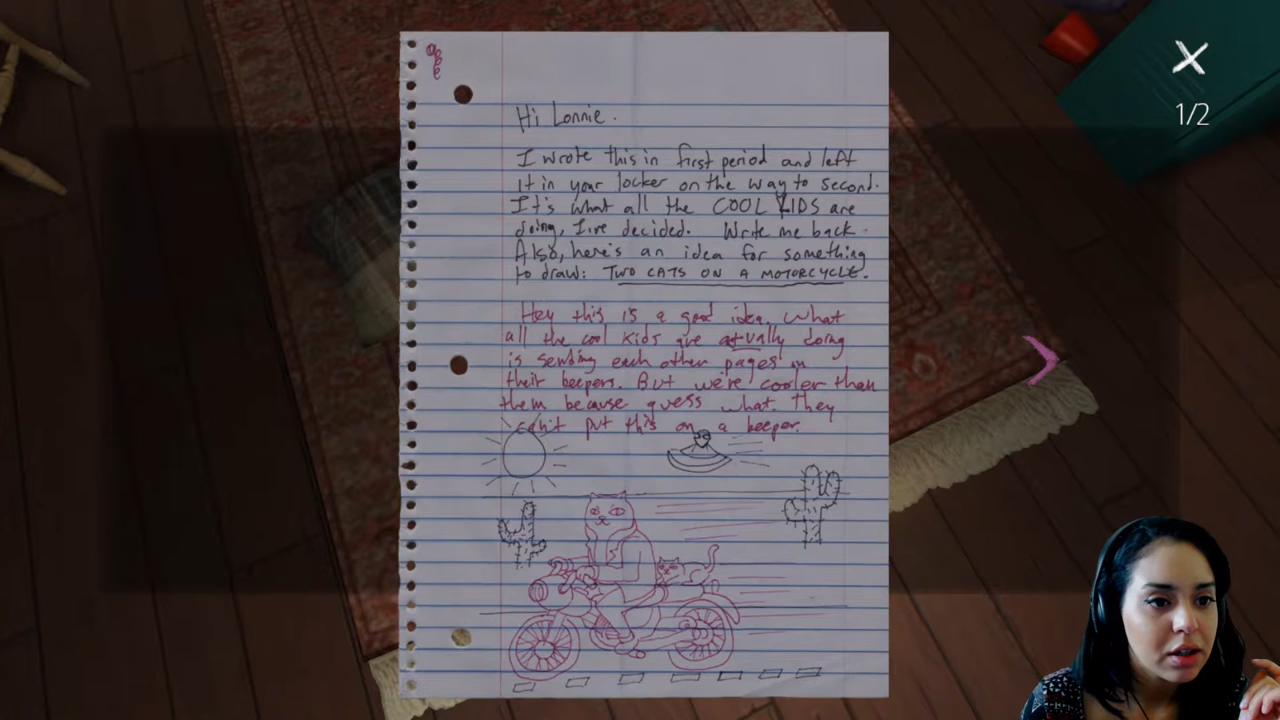 1/2
Hi Lonnie.
I wrote this in first period and left
it in your locker on the way to second.
It's what all the COOL KIDS are
doing, I've decided. Write me back.
Also, here's an idea for something
to draw: TWO CATS ON A MOTORCYCLE.
Hey this is a good idea. What
all the cool kids are actually doing
is sending each other pages on
their beepers. But we're cooler than
them because guess what. They
can't put this on a beeper.